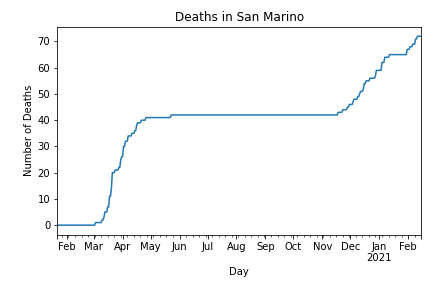 Deaths in San Marino
Number of Deaths
70
60
50
40
30
20
10
0
Feb Mar Apr May Jun Jul Aug Sep Oct Nov Dec Jan Feb
2021
Day